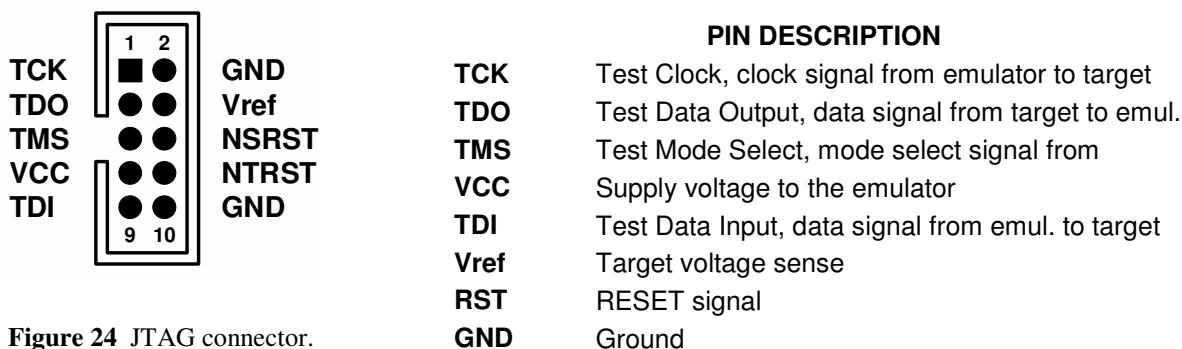 1 2
TCK GND
TDO Vref
TMS NSRST
VCC NTRST
TDI GND
9 10
Figure 24 JTAG connector.
PIN DESCRIPTION
TCK Test Clock, clock signal from emulator to target
TDO Test Data Output, data signal from target to emul.
TMS Test Mode Select, mode select signal from
VCC Supply voltage to the emulator
TDI Test Data Input, data signal from emul. to target
Vref Target voltage sense
RST RESET signal
GND Ground